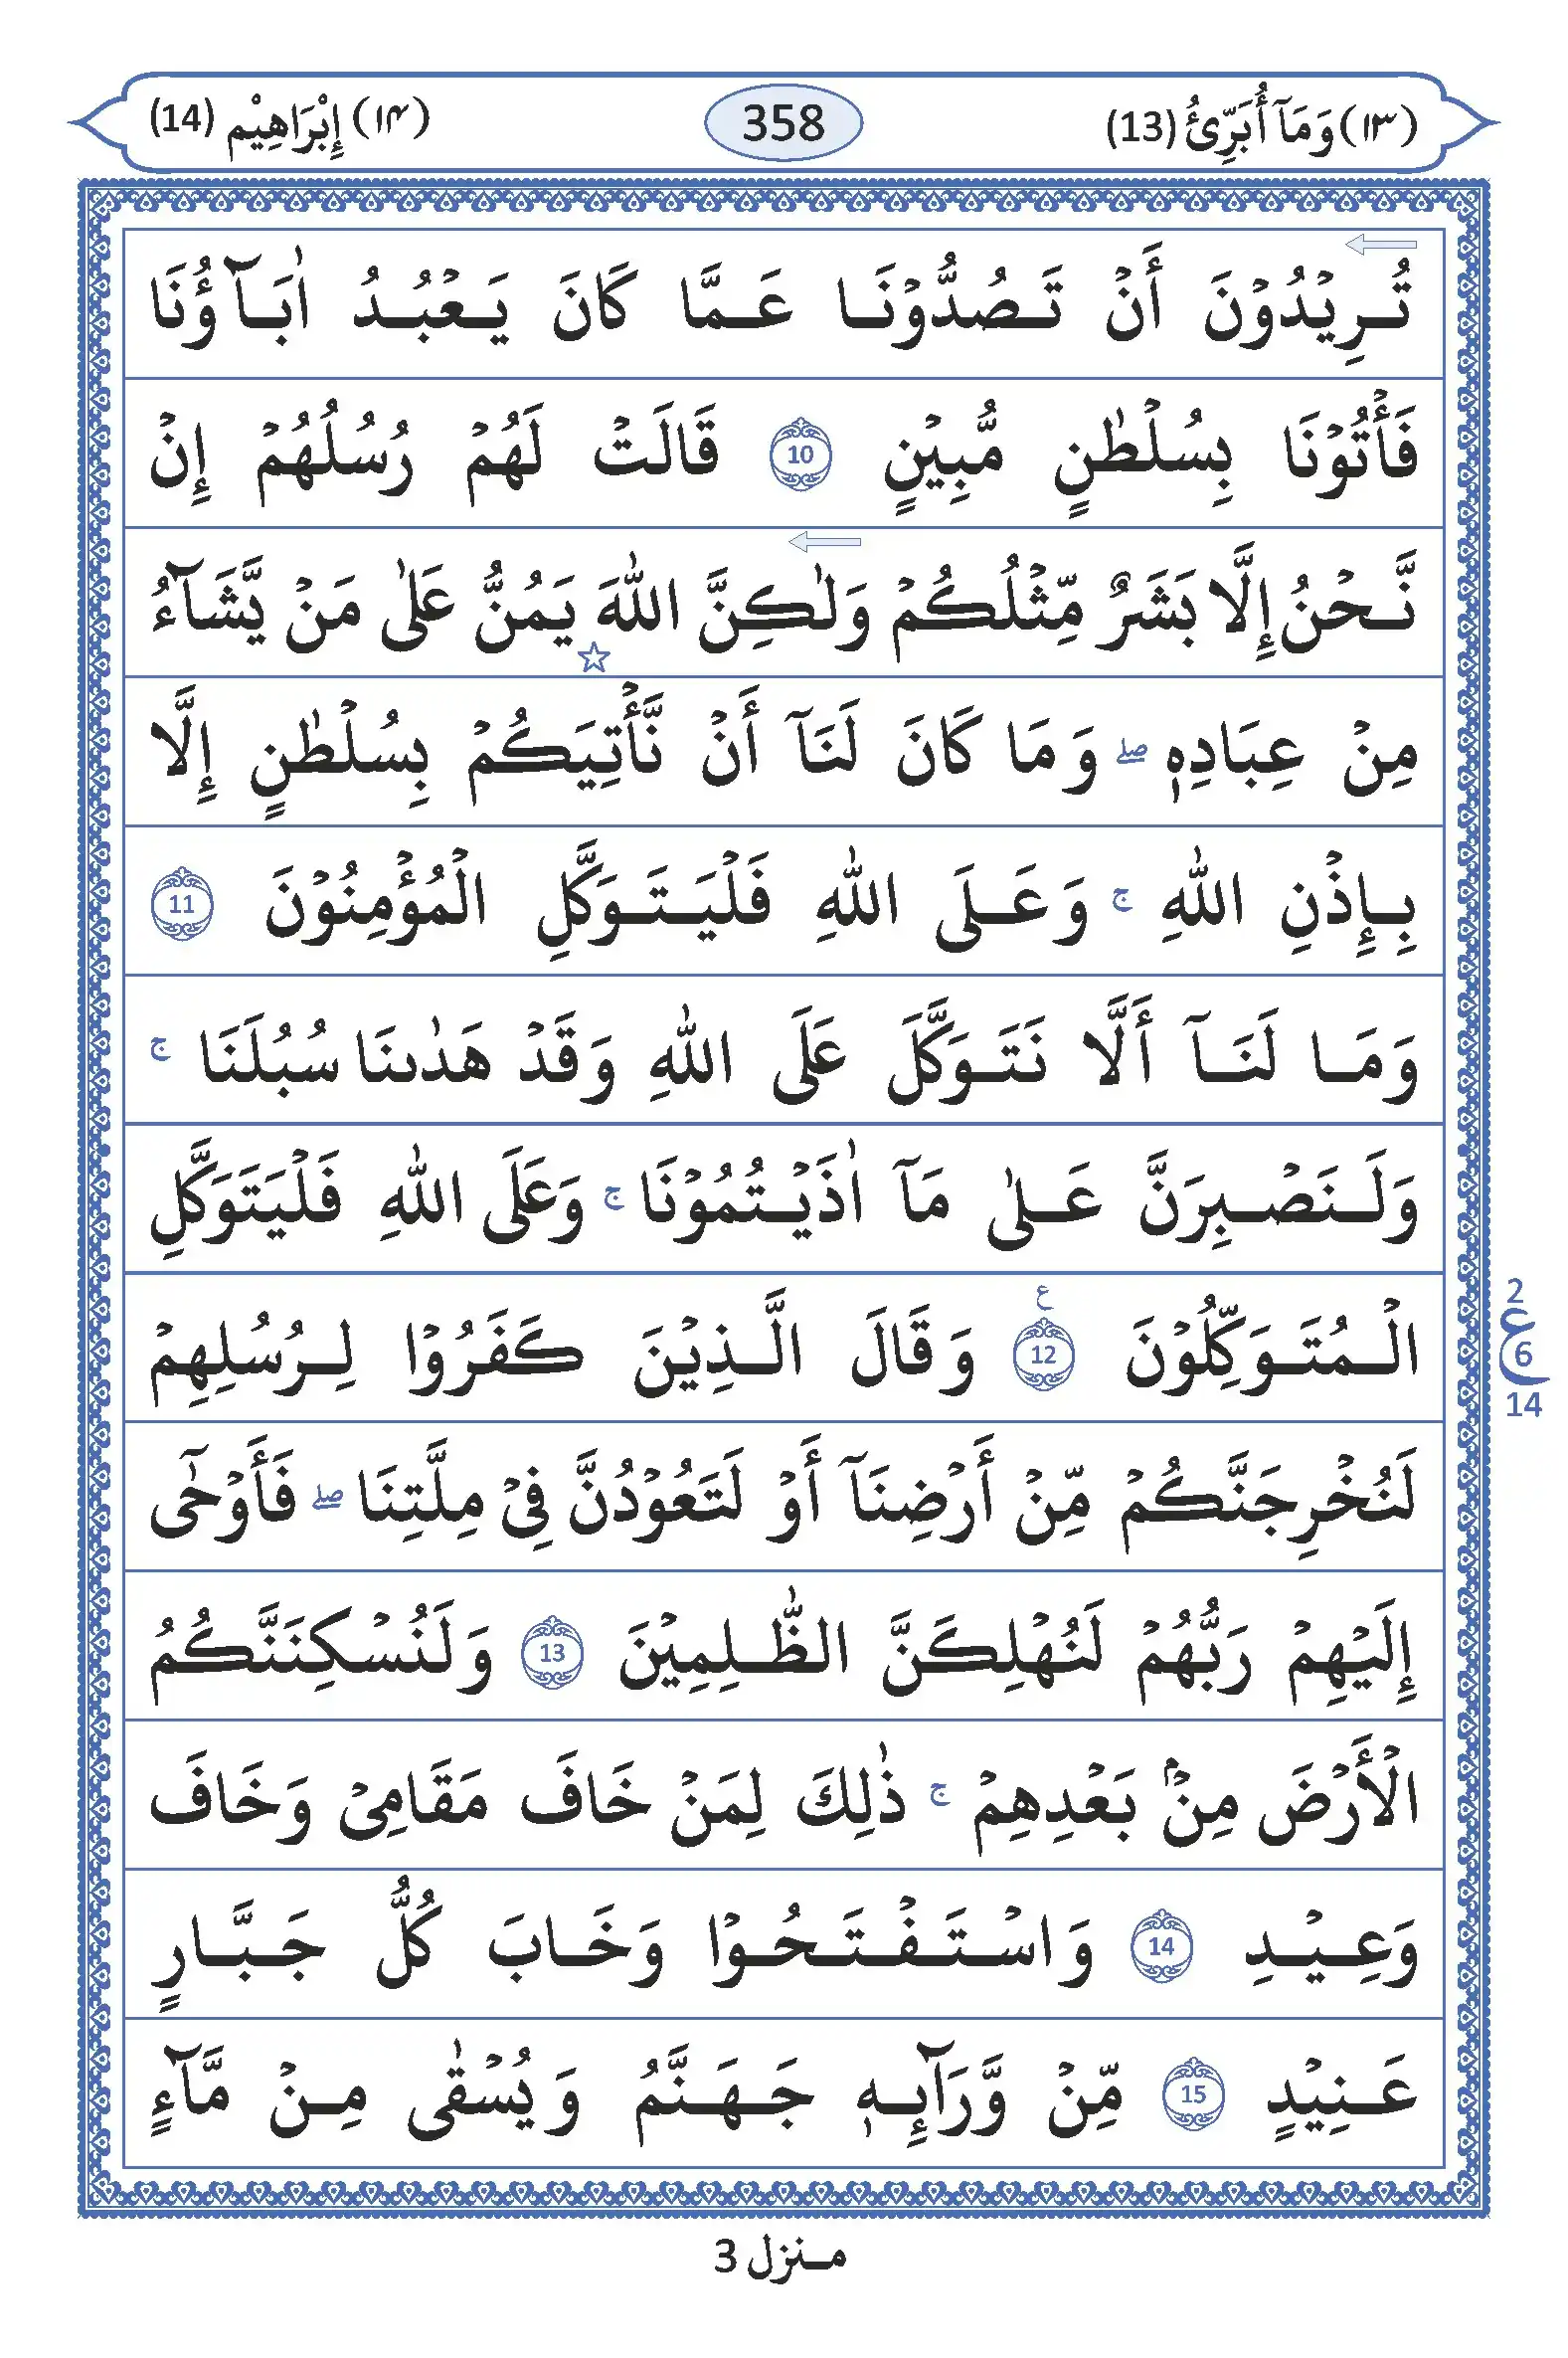 (۱۳) وَمَآ أُبَرِّئُ (13)
358
(۱۴) إِبْرَاهِيْم (14)
تُرِيْدُوْنَ أَنْ تَصُدُّوْنَا عَمَّا كَانَ يَعْبُدُ اٰبَآؤُنَا
فَأْتُوْنَا بِسُلْطٰنٍ مُّبِيْنٍ 10 قَالَتْ لَهُمْ رُسُلُهُمْ إِنْ
نَّحْنُ إِلَّا بَشَرٌ مِّثْلُكُمْ وَلٰكِنَّ اللّٰهَ يَمُنُّ عَلٰى مَنْ يَّشَآءُ
☆
مِنْ عِبَادِهٖ ۖ وَمَا كَانَ لَنَآ أَنْ نَّأْتِيَكُمْ بِسُلْطٰنٍ إِلَّا
بِإِذْنِ اللّٰهِ ۚ وَعَلَى اللّٰهِ فَلْيَتَوَكَّلِ الْمُؤْمِنُوْنَ 11
وَمَا لَنَآ أَلَّا نَتَوَكَّلَ عَلَى اللّٰهِ وَقَدْ هَدٰىنَا سُبُلَنَا ۚ
وَلَنَصْبِرَنَّ عَلٰى مَآ اٰذَيْتُمُوْنَا ۚ وَعَلَى اللّٰهِ فَلْيَتَوَكَّلِ
الْمُتَوَكِّلُوْنَ 12 ع وَقَالَ الَّذِيْنَ كَفَرُوْا لِرُسُلِهِمْ
2
ع 6
14
لَنُخْرِجَنَّكُمْ مِّنْ أَرْضِنَآ أَوْ لَتَعُوْدُنَّ فِيْ مِلَّتِنَا ۖ فَأَوْحٰٓى
إِلَيْهِمْ رَبُّهُمْ لَنُهْلِكَنَّ الظّٰلِمِيْنَ 13 وَلَنُسْكِنَنَّكُمُ
الْأَرْضَ مِنْۢ بَعْدِهِمْ ۚ ذٰلِكَ لِمَنْ خَافَ مَقَامِيْ وَخَافَ
وَعِيْدِ 14 وَاسْتَفْتَحُوْا وَخَابَ كُلُّ جَبَّارٍ
عَنِيْدٍ 15 مِّنْ وَّرَآئِهٖ جَهَنَّمُ وَيُسْقٰى مِنْ مَّآءٍ
منزل 3